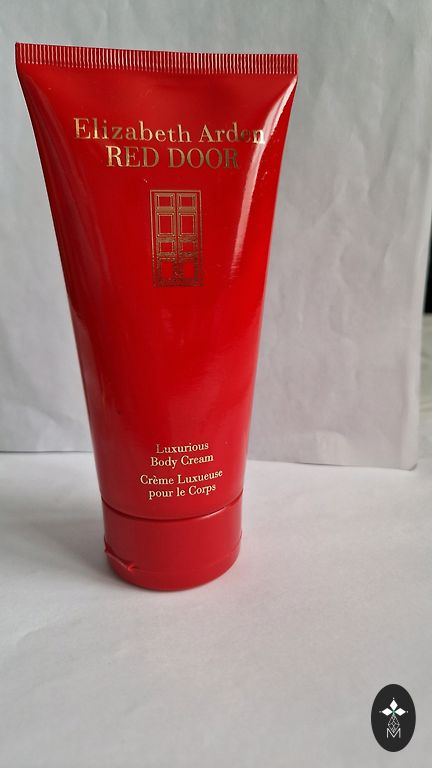 Elizabeth Arden
RED DOOR
Luxurious
Body Cream
Crème Luxueuse
pour le Corps